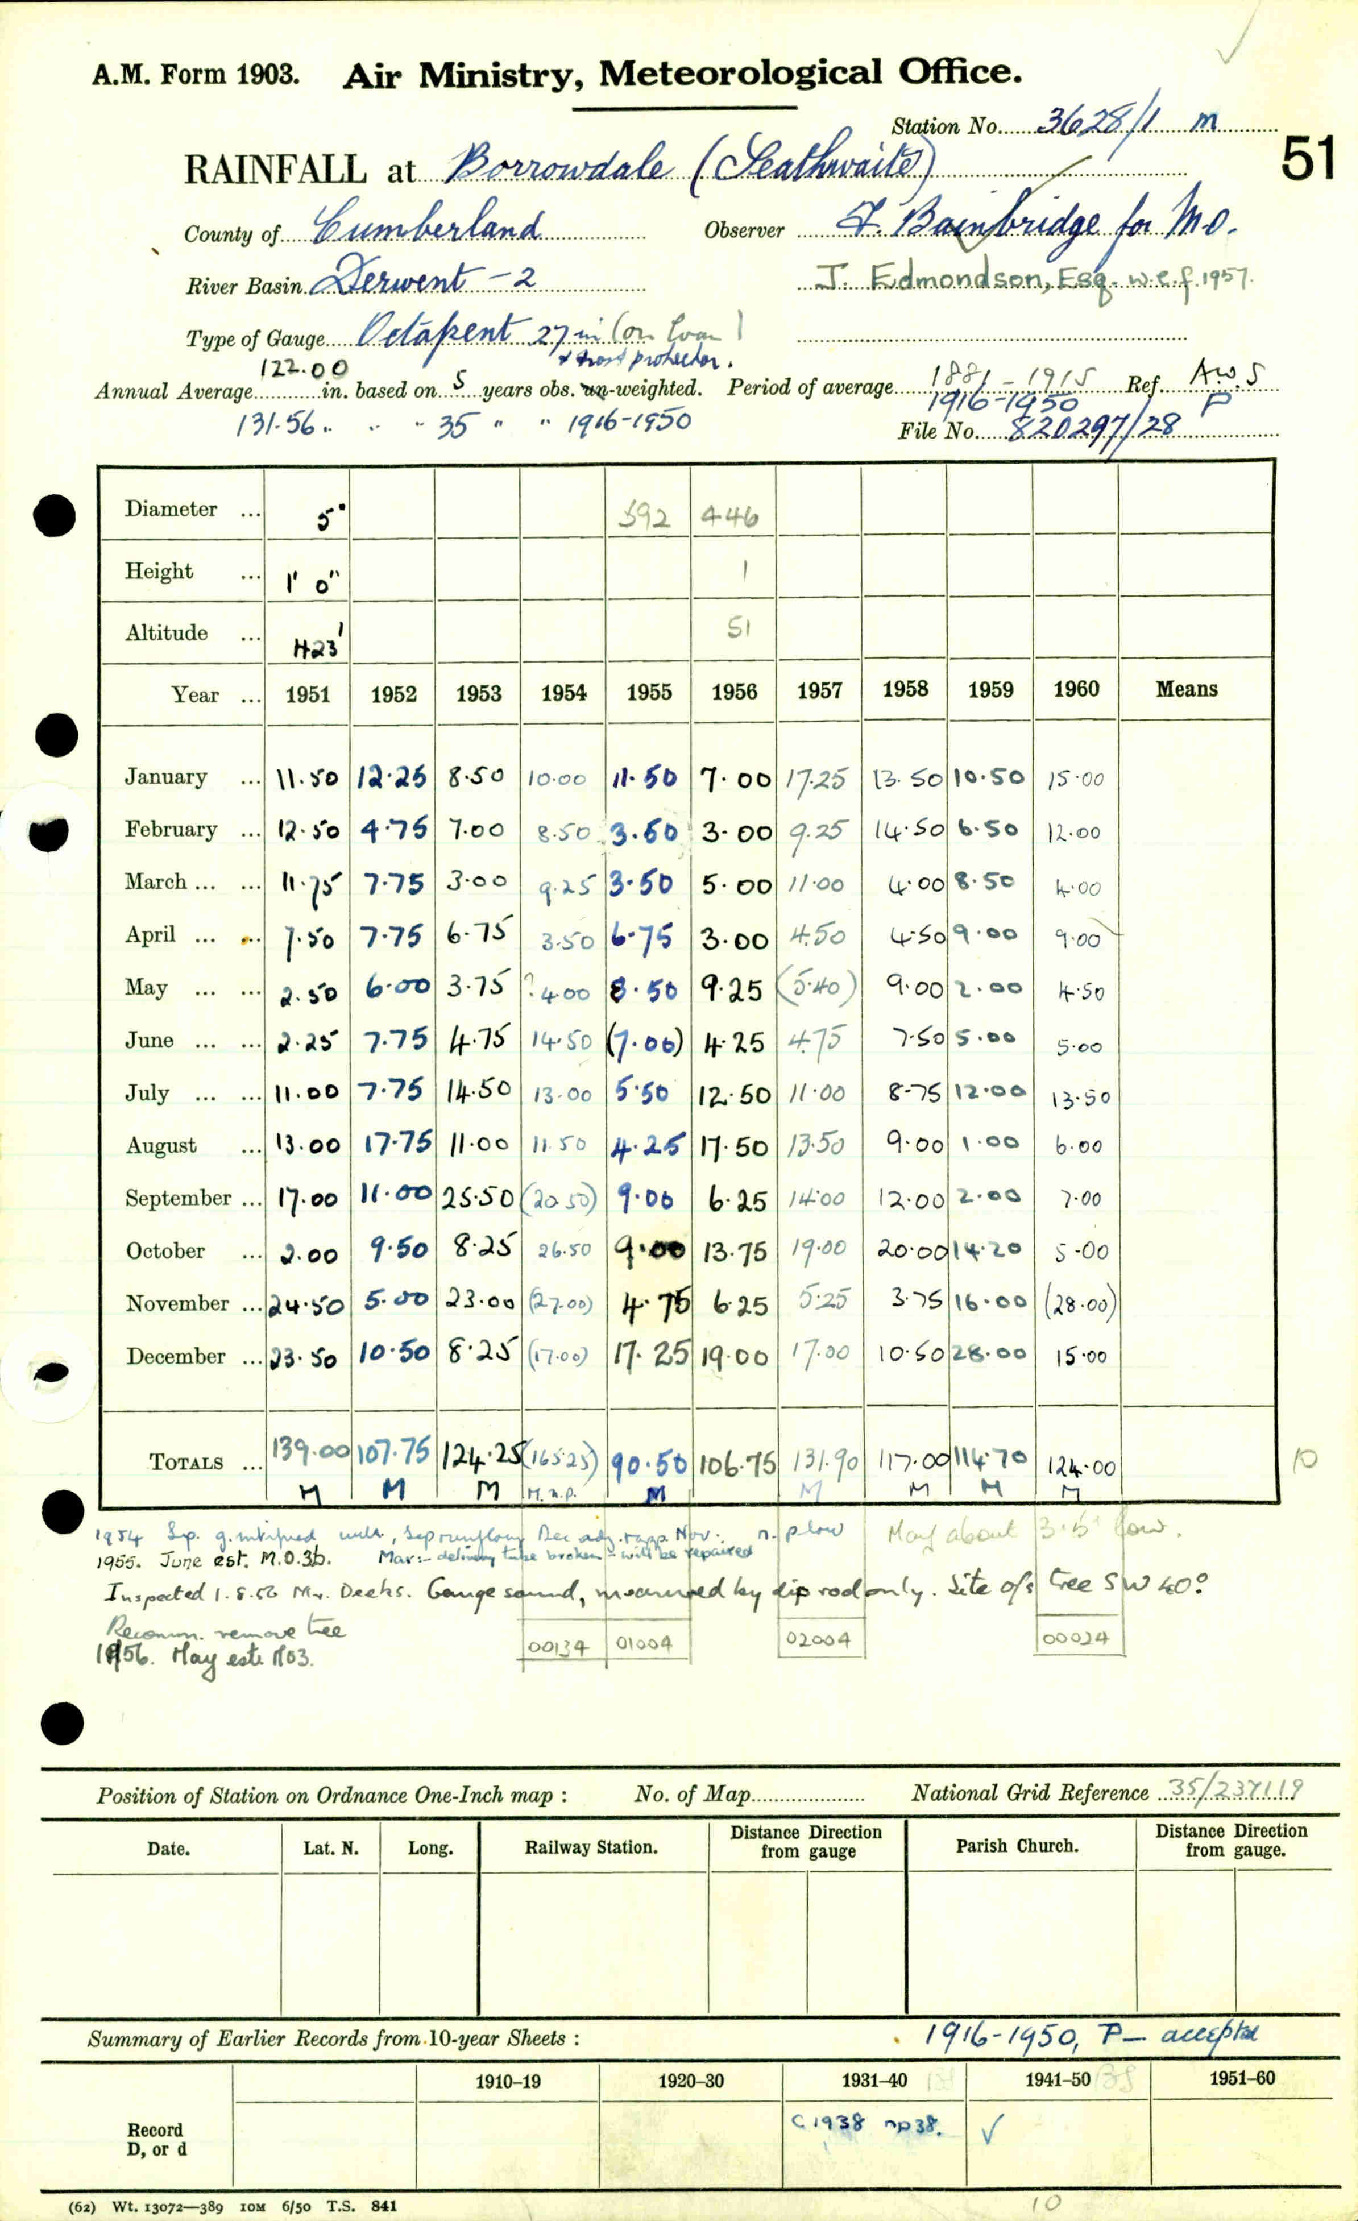 A.M. Form 1903. Air Ministry, Meteorological Office.
Station No. 3628/1 m
51
RAINFALL at Borrowdale (Seathwaite)
County of Cumberland Observer F. Bainbridge for M.O.
River Basin Derwent - 2 J. Edmondson, Esq. w.e.f. 1957.
Type of Gauge Octapent 27 in (on loan)
+ frost protector.
Annual Average 122.00 in. based on 5 years obs. un-weighted. Period of average 1881-1915 Ref. A.W.S
131.56 " " " 35 " " 1916-1950 1916-1950 P
File No. 820297/28
Diameter ... 5" 592 446
Height ... 1' 0" 1
Altitude ... 423' 51
Year ... 1951 1952 1953 1954 1955 1956 1957 1958 1959 1960 Means
January ... 11.50 12.25 8.50 10.00 11.50 7.00 17.25 13.50 10.50 15.00
February ... 12.50 4.75 7.00 8.50 3.50 3.00 9.25 14.50 6.50 12.00
March ... ... 11.75 7.75 3.00 9.25 3.50 5.00 11.00 4.00 8.50 4.00
April ... ... 7.50 7.75 6.75 3.50 6.75 3.00 4.50 4.50 9.00 9.00
May ... ... 2.50 6.00 3.75 ?4.00 8.50 9.25 (5.40) 9.00 2.00 4.50
June ... ... 2.25 7.75 4.75 14.50 (7.00) 4.25 4.75 7.50 5.00 5.00
July ... ... 11.00 7.75 14.50 13.00 5.50 12.50 11.00 8.75 12.00 13.50
August ... 13.00 17.75 11.00 11.50 4.25 17.50 13.50 9.00 1.00 6.00
September ... 17.00 11.00 25.50 (20.50) 9.00 6.25 14.00 12.00 2.00 7.00
October ... 2.00 9.50 8.25 26.50 9.00 13.75 19.00 20.00 14.20 5.00
November ... 24.50 5.00 23.00 (27.00) 4.75 6.25 5.25 3.75 16.00 (28.00)
December ... 23.50 10.50 8.25 (17.00) 17.25 19.00 17.00 10.50 28.00 15.00
TOTALS ... 139.00 107.75 124.25 (165.25) 90.50 106.75 131.90 117.00 114.70 124.00
M M M M.n.p. M M M M M
10
1954 Sep. Nov. n.p low May about 3.5" low.
1955. June est. M.O.3b. Mar:- delivery tube broken - will be repaired
Inspected 1.8.56 Mr. Deeks. Gauge sound, measured by dip rod only. Site o/s tree SW 40°
Recomm. remove tree
00134 01004 02004 00024
1956. May est. M03.
Position of Station on Ordnance One-Inch map : No. of Map National Grid Reference 35/237119
Date. Lat. N. Long. Railway Station. Distance Direction from gauge Parish Church. Distance Direction from gauge.
Summary of Earlier Records from 10-year Sheets : 1916-1950, P - accepted
1910–19 1920–30 1931–40 1941–50 1951–60
Record
D, or d
C 1938 np38. ✓
(62) Wt. 13072—389 10M 6/50 T.S. 841
10